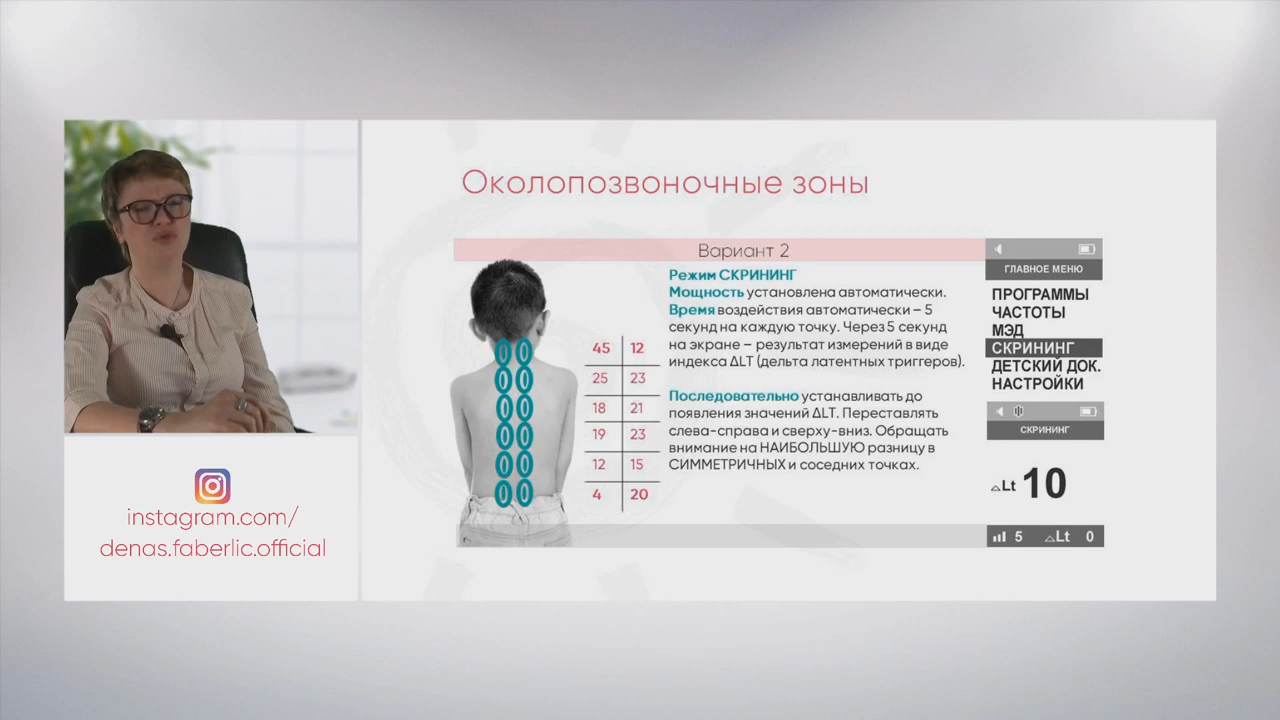 Околопозвоночные зоны
Вариант 2
Режим СКРИНИНГ
Мощность установлена автоматически.
Время воздействия автоматически – 5
секунд на каждую точку. Через 5 секунд
на экране – результат измерений в виде
индекса ΔLT (дельта латентных триггеров).
Последовательно устанавливать до
появления значений ΔLT. Переставлять
слева-справа и сверху-вниз. Обращать
внимание на НАИБОЛЬШУЮ разницу в
СИММЕТРИЧНЫХ и соседних точках.
45 12
25 23
18 21
19 23
12 15
4 20
ГЛАВНОЕ МЕНЮ
ПРОГРАММЫ
ЧАСТОТЫ
МЭД
СКРИНИНГ
ДЕТСКИЙ ДОК.
НАСТРОЙКИ
СКРИНИНГ
△Lt 10
5 △Lt 0
instagram.com/
denas.faberlic.official